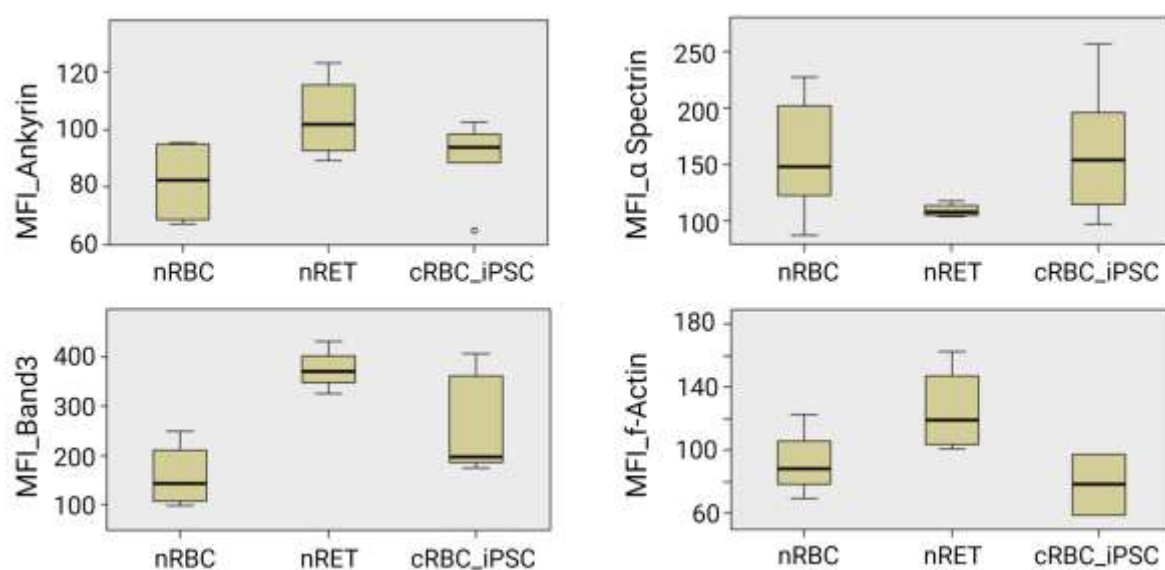 MFI_Ankyrin
120
100
80
60
nRBC nRET cRBC_iPSC
MFI_α Spectrin
250
200
150
100
nRBC nRET cRBC_iPSC
MFI_Band3
400
300
200
100
nRBC nRET cRBC_iPSC
MFI_f-Actin
180
140
100
60
nRBC nRET cRBC_iPSC